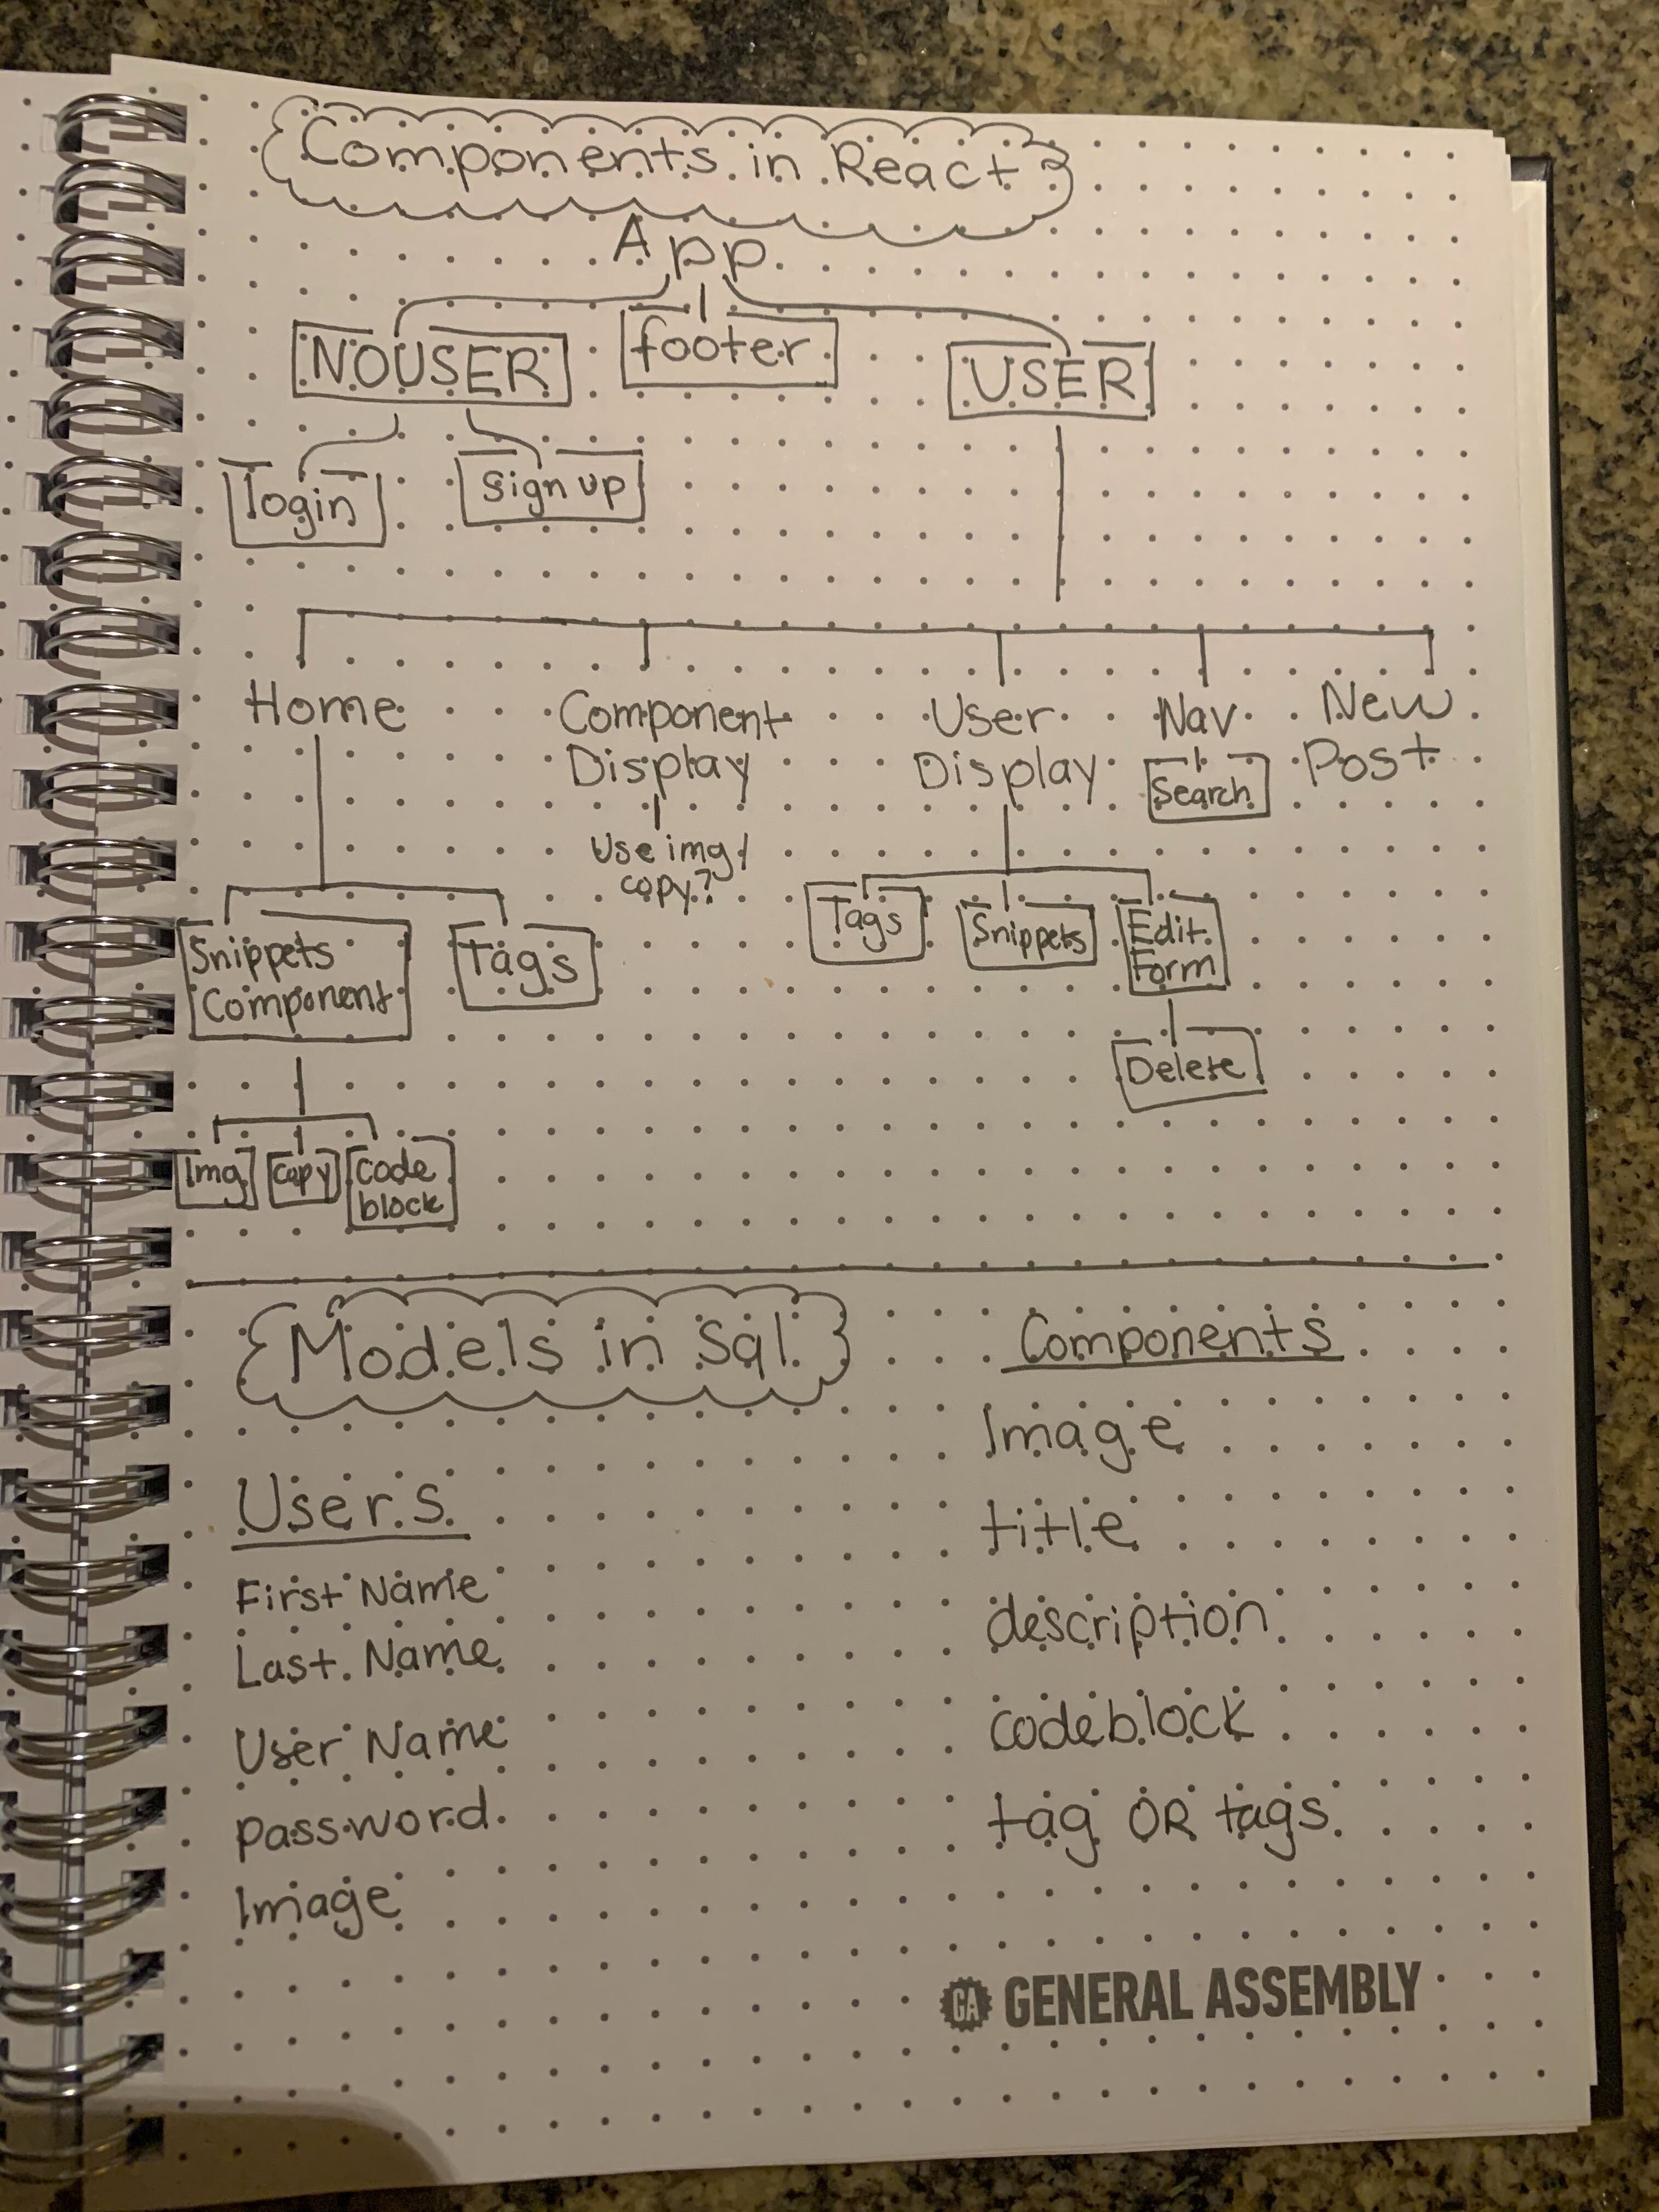 Components in React
App
NOUSER
footer
USER
login
sign up
Home
Component
Display
Use img/
copy?
User
Display
Nav
Search
New
Post
Snippets
Component
Tags
Tags
Snippets
Edit
Form
Delete
Img
Copy
Code
block
Models in Sql
Users
First Name
Last Name
User Name
password
Image
Components
Image
title
description
codeblock
tag OR tags
GA GENERAL ASSEMBLY